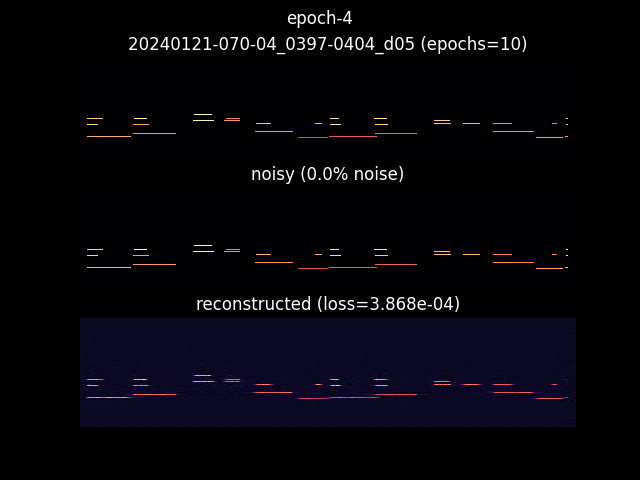 epoch-4
20240121-070-04_0397-0404_d05 (epochs=10)
noisy (0.0% noise)
reconstructed (loss=3.868e-04)